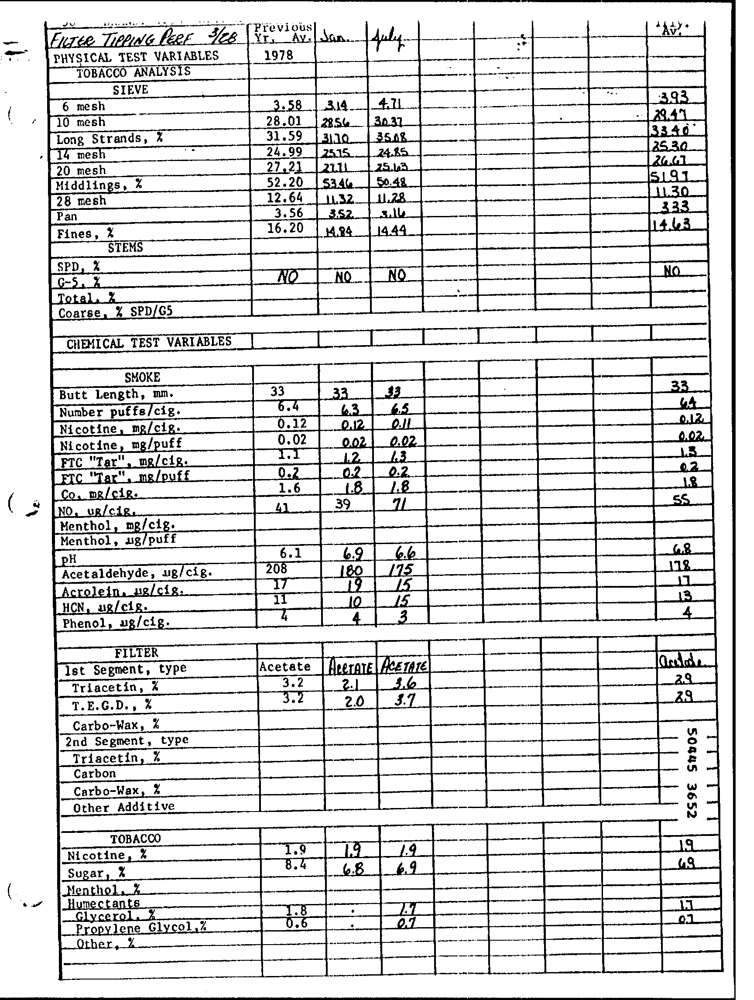 Previous
FILTER TIPPING PERF 3/CB Yr. Av. Jan. July Av.
PHYSICAL TEST VARIABLES 1978
TOBACCO ANALYSIS
SIEVE
6 mesh 3.58 3.14 4.71 3.93
10 mesh 28.01 28.56 30.37 29.47
Long Strands, % 31.59 31.70 35.08 33.40
14 mesh 24.99 25.75 24.85 25.30
20 mesh 27.21 27.71 25.63 26.67
Middlings, % 52.20 53.46 50.48 51.97
28 mesh 12.64 11.32 11.28 11.30
Pan 3.56 3.52 3.16 3.33
Fines, % 16.20 14.84 14.44 14.63
STEMS
SPD, %
G-5, % NO NO NO NO
Total, %
Coarse, % SPD/G5
CHEMICAL TEST VARIABLES
SMOKE
Butt Length, mm. 33 33 33 33
Number puffs/cig. 6.4 6.3 6.5 6.4
Nicotine, mg/cig. 0.12 0.12 0.11 0.12
Nicotine, mg/puff 0.02 0.02 0.02 0.02
FTC "Tar", mg/cig. 1.1 1.2 1.3 1.3
FTC "Tar", mg/puff 0.2 0.2 0.2 0.2
Co, mg/cig. 1.6 1.8 1.8 1.8
NO, ug/cig. 41 39 71 55
Menthol, mg/cig.
Menthol, ug/puff
pH 6.1 6.9 6.6 6.8
Acetaldehyde, ug/cig. 208 180 175 178
Acrolein, ug/cig. 17 19 15 17
HCN, ug/cig. 11 10 15 13
Phenol, ug/cig. 4 4 3 4
FILTER
1st Segment, type Acetate ACETATE ACETATE Acetate
Triacetin, % 3.2 2.1 3.6 2.9
T.E.G.D., % 3.2 2.0 3.7 2.9
Carbo-Wax, %
2nd Segment, type
Triacetin, %
Carbon
Carbo-Wax, %
Other Additive
50445 3652
TOBACCO
Nicotine, % 1.9 1.9 1.9 1.9
Sugar, % 8.4 6.8 6.9 6.9
Menthol, %
Humectants
Glycerol, % 1.8 . 1.7 1.7
Propylene Glycol,% 0.6 . 0.7 0.7
Other, %